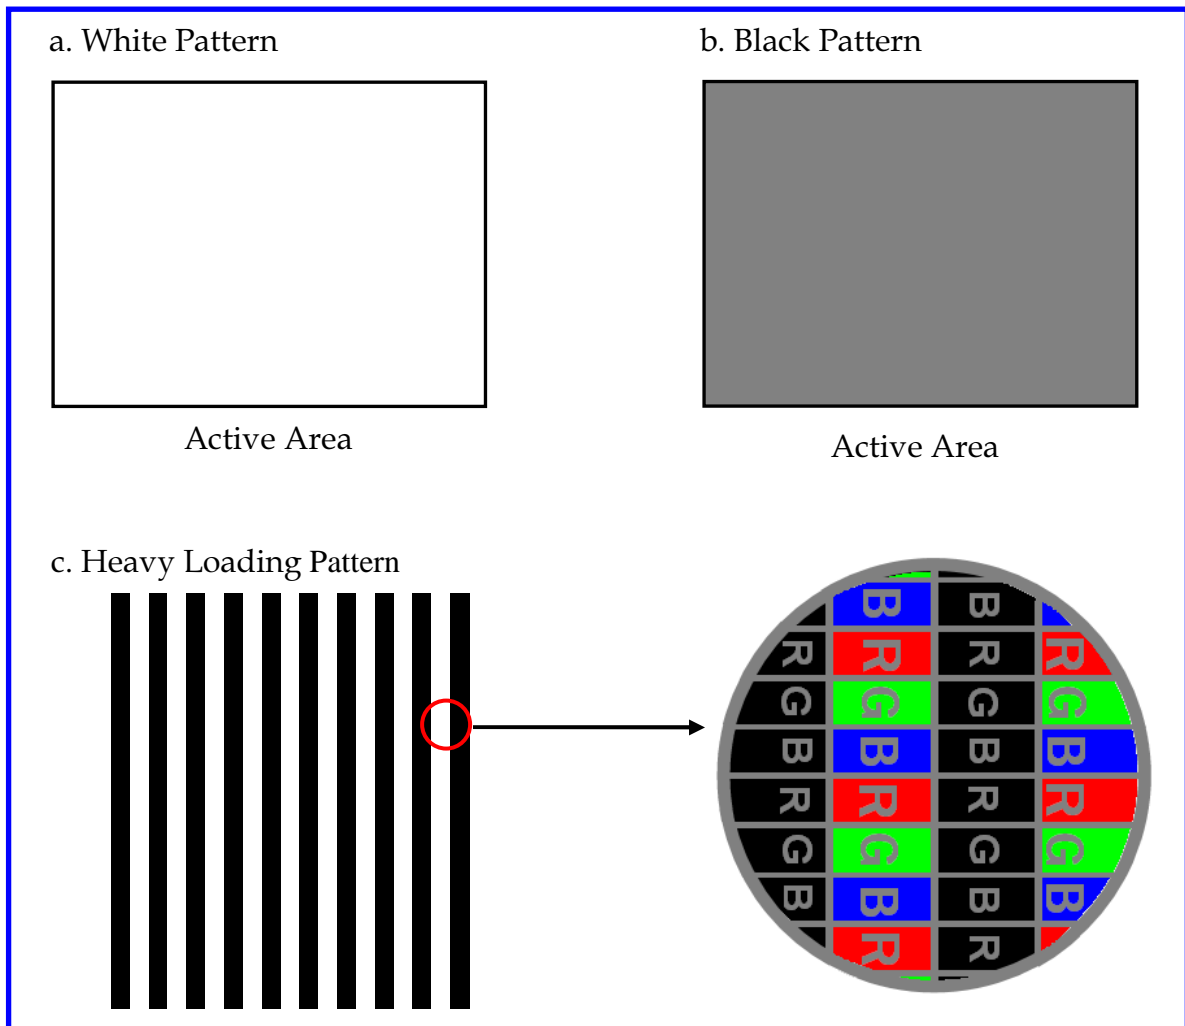 a. White Pattern
b. Black Pattern
Active Area
Active Area
c. Heavy Loading Pattern
B B
R R R R
G G G G
B B B B
R R R R
G G G G
B B B B
R R